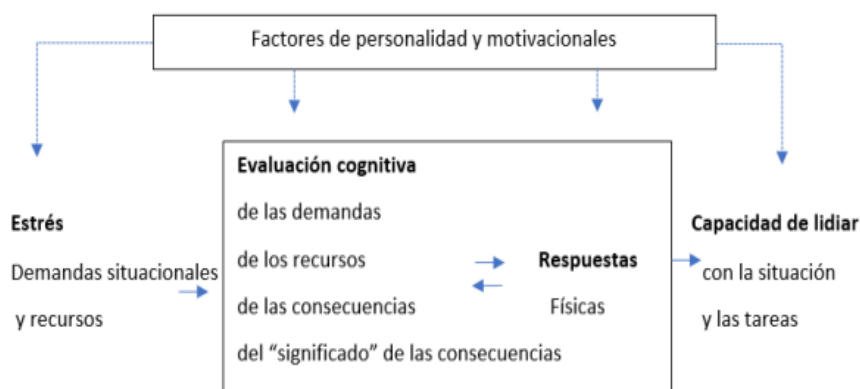 Factores de personalidad y motivacionales
Evaluación cognitiva
de las demandas
Estrés
Capacidad de lidiar
Demandas situacionales
de los recursos
Respuestas
con la situación
y recursos
de las consecuencias
Físicas
y las tareas
del “significado” de las consecuencias